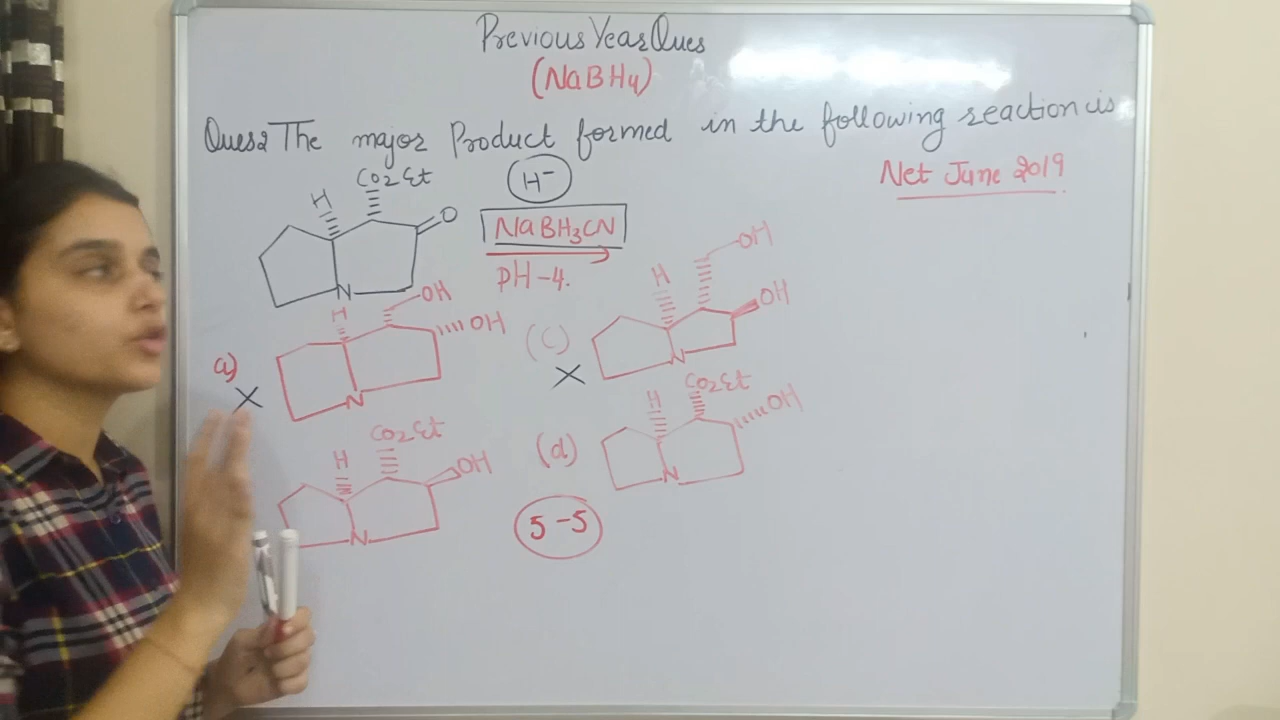 Previous Year Ques
(NaBH4)
Ques2 The major Product formed in the following reaction is
Net June 2019
CO2Et
H
O
N
H-
NaBH3CN
PH-4.
a)
H
OH
OH
N
X
(C)
H
OH
OH
N
X
CO2Et
H
OH
N
(d)
CO2Et
H
OH
N
5-5